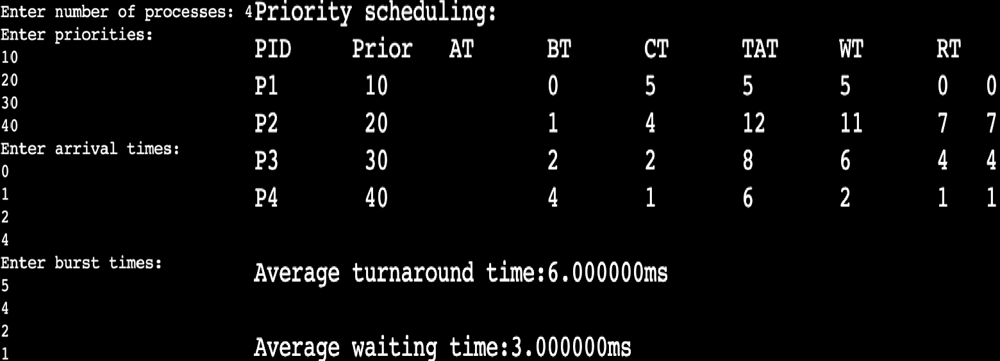 Enter number of processes: 4
Enter priorities:
10
20
30
40
Enter arrival times:
0
1
2
4
Enter burst times:
5
4
2
1
Priority scheduling:
PID Prior AT BT CT TAT WT RT
P1 10 0 5 5 5 0 0
P2 20 1 4 12 11 7 7
P3 30 2 2 8 6 4 4
P4 40 4 1 6 2 1 1
Average turnaround time:6.000000ms
Average waiting time:3.000000ms